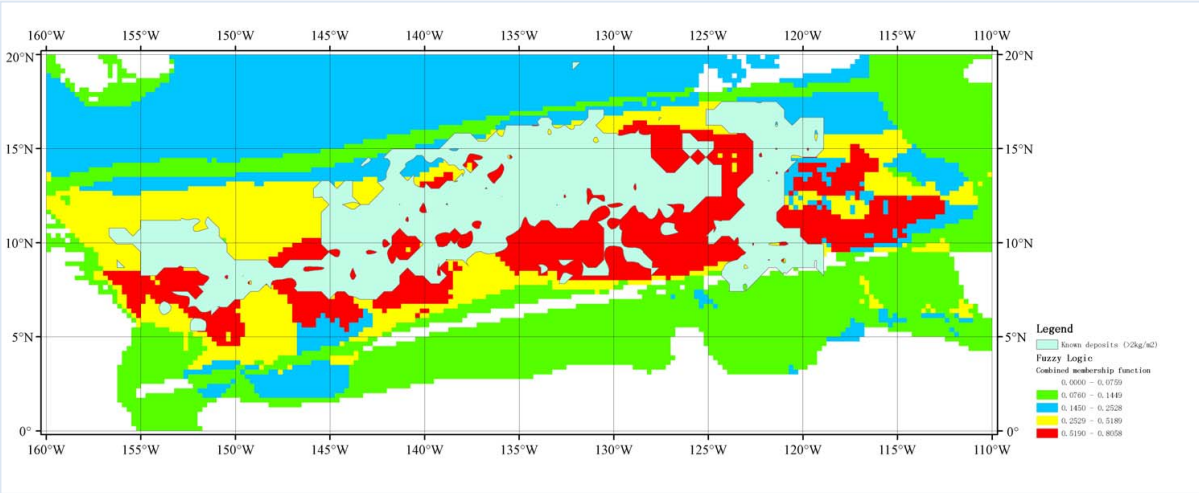 160°W 155°W 150°W 145°W 140°W 135°W 130°W 125°W 120°W 115°W 110°W
20°N 20°N
15°N 15°N
10°N 10°N
5°N 5°N
0° 0°
160°W 155°W 150°W 145°W 140°W 135°W 130°W 125°W 120°W 115°W 110°W
Legend
Known deposits (>2kg/m2)
Fuzzy Logic
Combined membership function
0.0000 - 0.0759
0.0760 - 0.1449
0.1450 - 0.2528
0.2529 - 0.5189
0.5190 - 0.8058